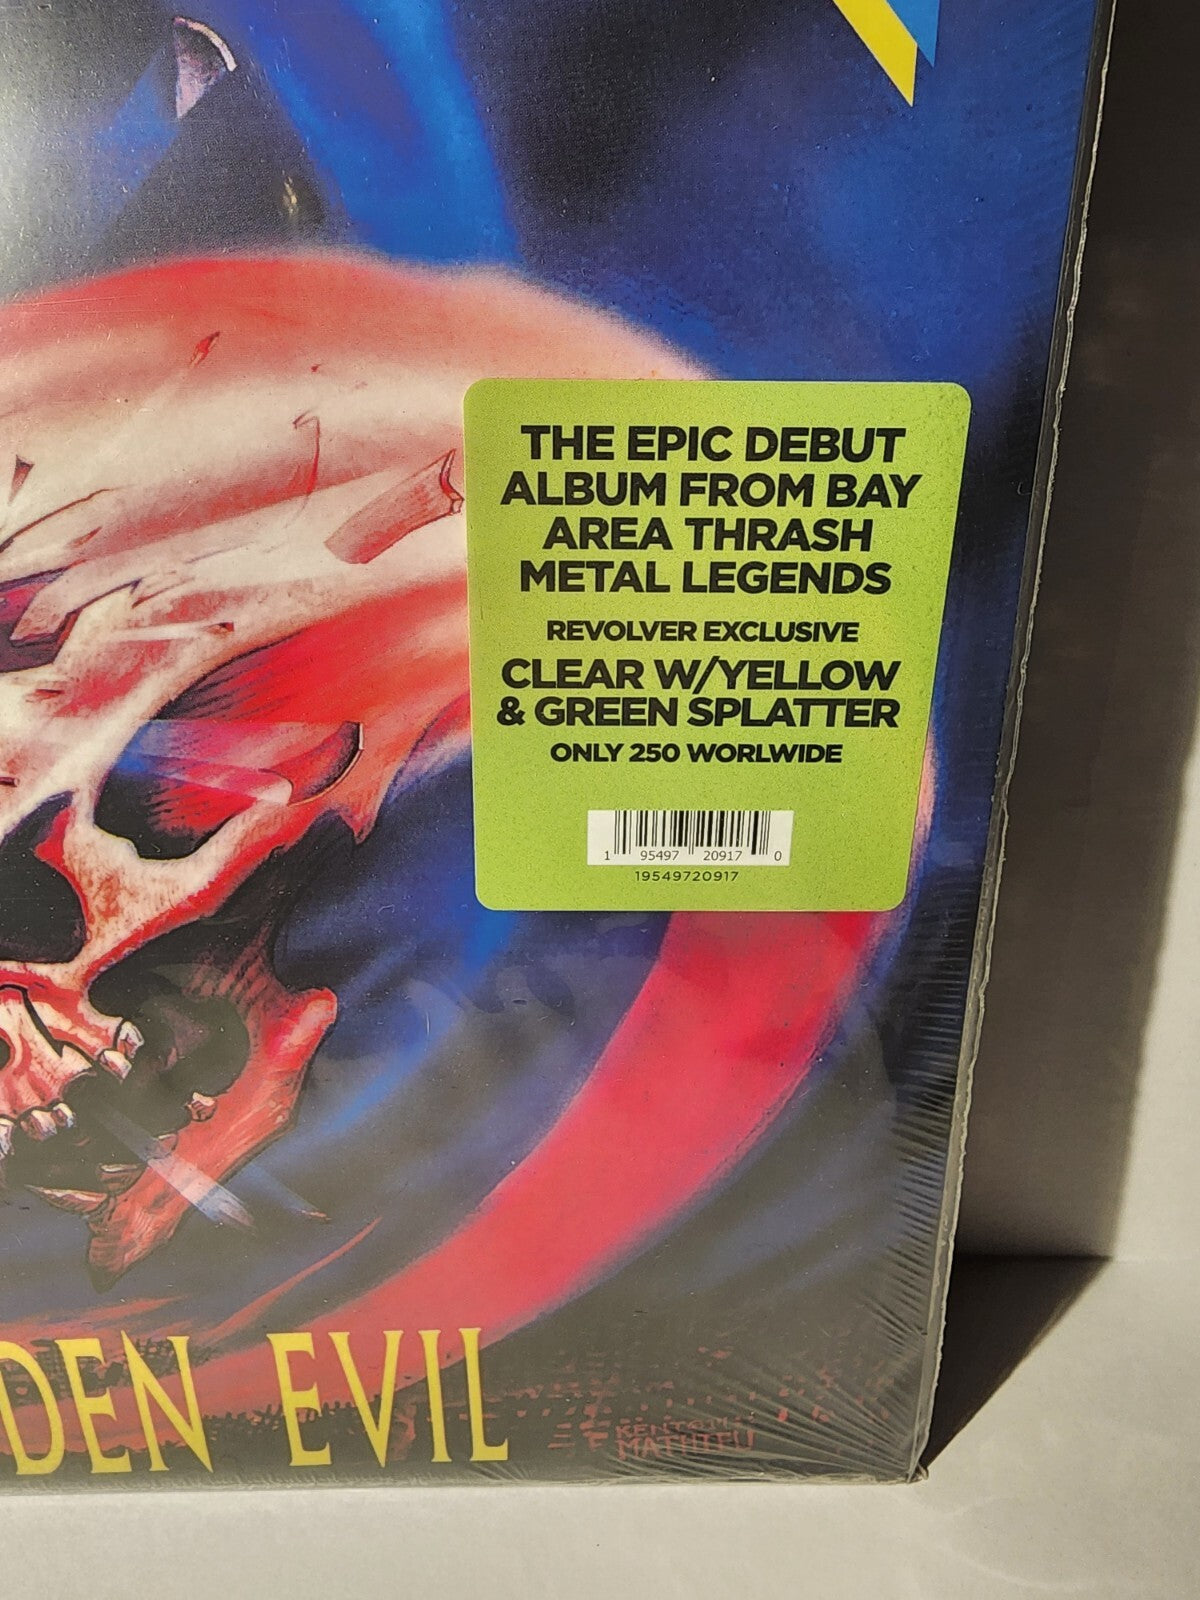 THE EPIC DEBUT
ALBUM FROM BAY
AREA THRASH
METAL LEGENDS
REVOLVER EXCLUSIVE
CLEAR W/YELLOW
& GREEN SPLATTER
ONLY 250 WORLWIDE
1 95497 20917 0
19549720917
DEN EVIL
MATHIEU